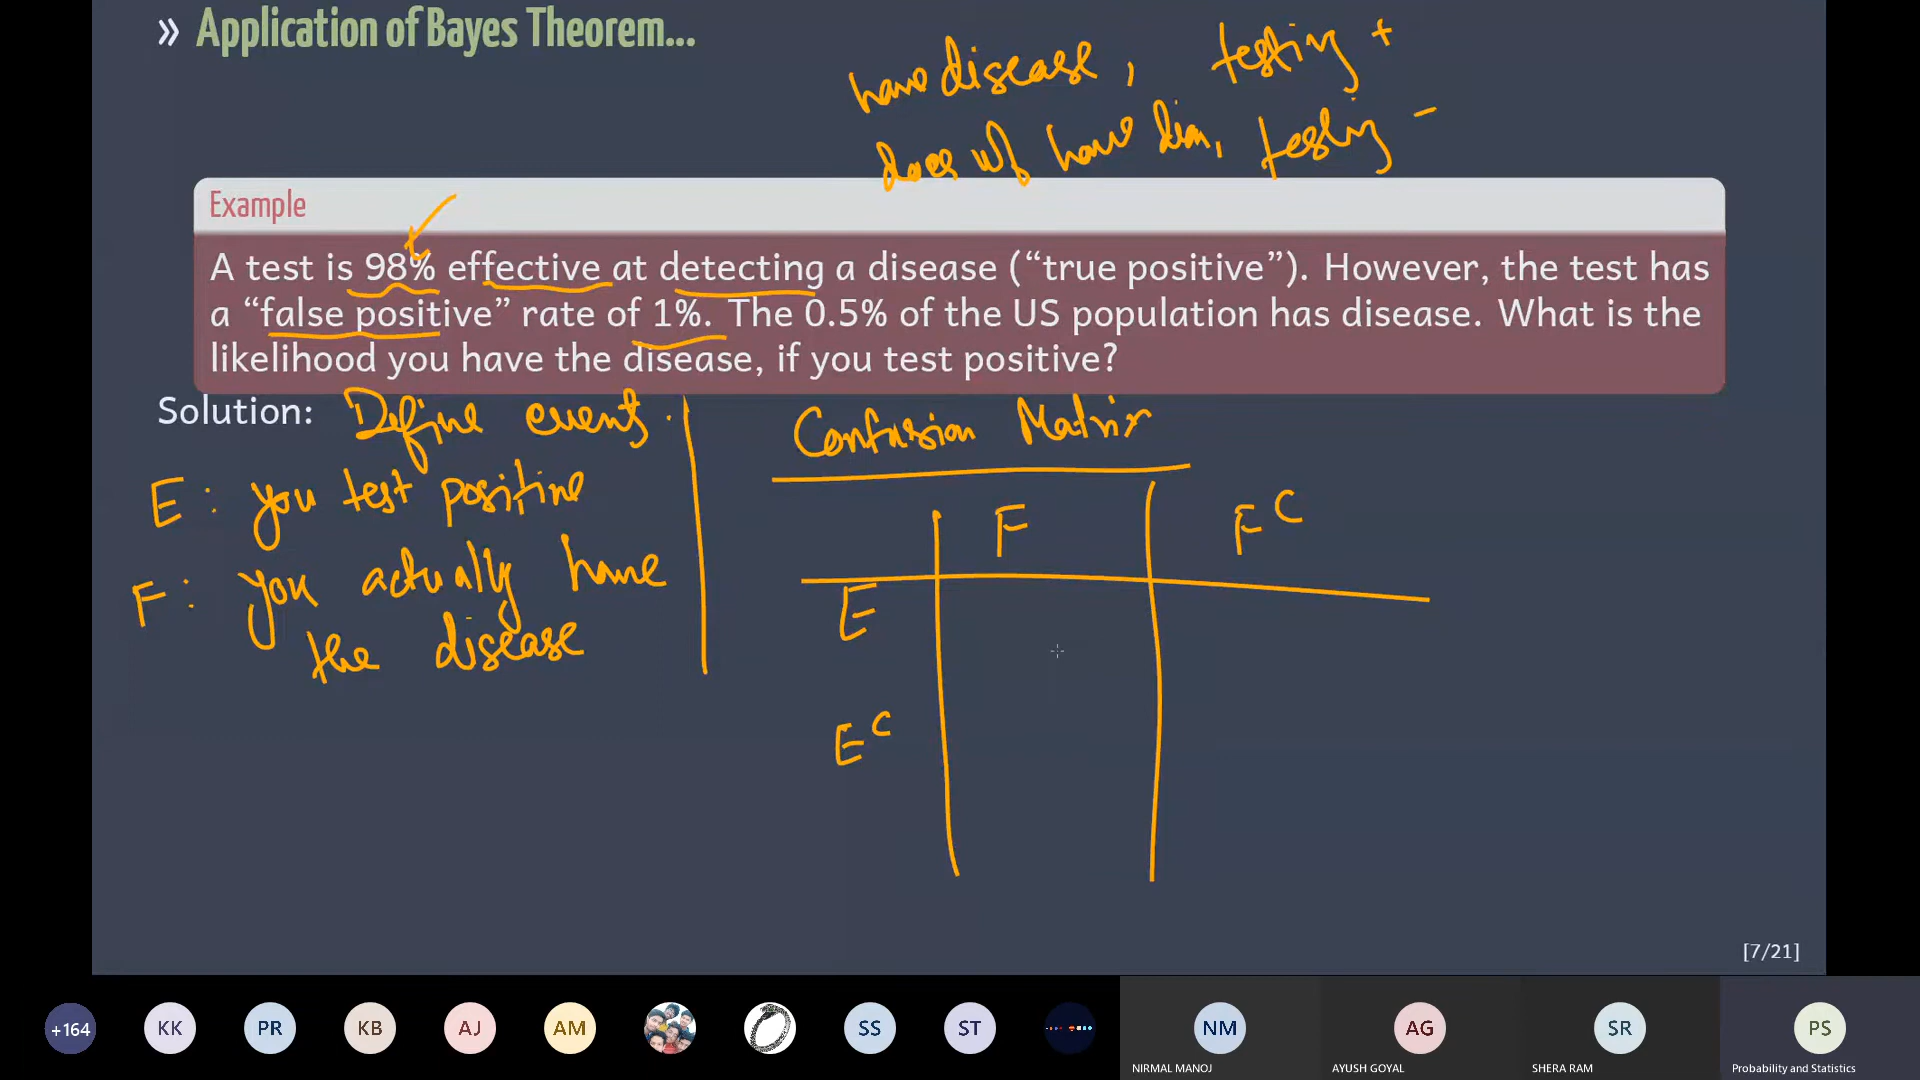 » Application of Bayes Theorem...
have disease, testing +
does not have dis, testing -
Example
A test is 98% effective at detecting a disease (“true positive”). However, the test has
a “false positive” rate of 1%. The 0.5% of the US population has disease. What is the
likelihood you have the disease, if you test positive?
Solution: Define event.
E: you test positive
F: you actually have
the disease
Confusion Matrix
F F^C
E
E^C
[7/21]
+164 KK PR KB AJ AM SS ST NM AG SR PS
NIRMAL MANOJ AYUSH GOYAL SHERA RAM Probability and Statistics